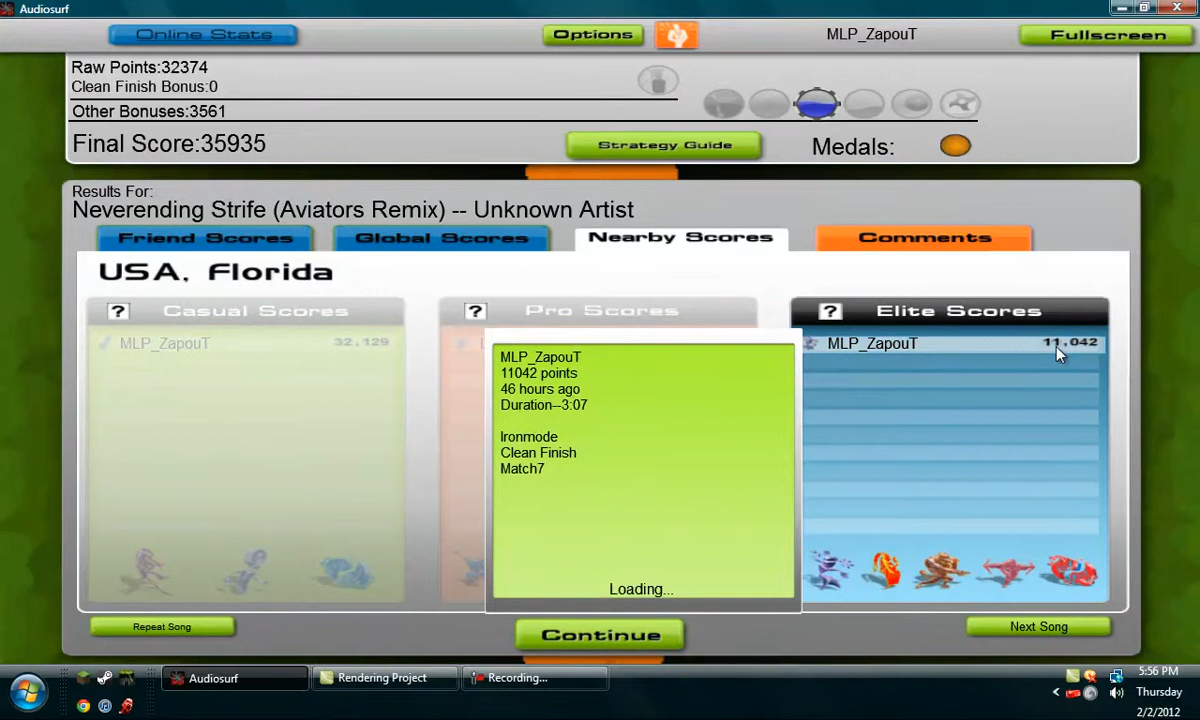 Audiosurf
Online Stats
Options
MLP_ZapouT
Fullscreen
Raw Points:32374
Clean Finish Bonus:0
Other Bonuses:3561
Final Score:35935
Strategy Guide
Medals:
Results For:
Neverending Strife (Aviators Remix) -- Unknown Artist
Friend Scores
Global Scores
Nearby Scores
Comments
USA, Florida
? Casual Scores
? Pro Scores
? Elite Scores
MLP_ZapouT 32,129
MLP_ZapouT 11,042
MLP_ZapouT
11042 points
46 hours ago
Duration--3:07
Ironmode
Clean Finish
Match7
Loading...
Repeat Song
Continue
Next Song
Audiosurf
Rendering Project
Recording...
5:56 PM
Thursday
2/2/2012